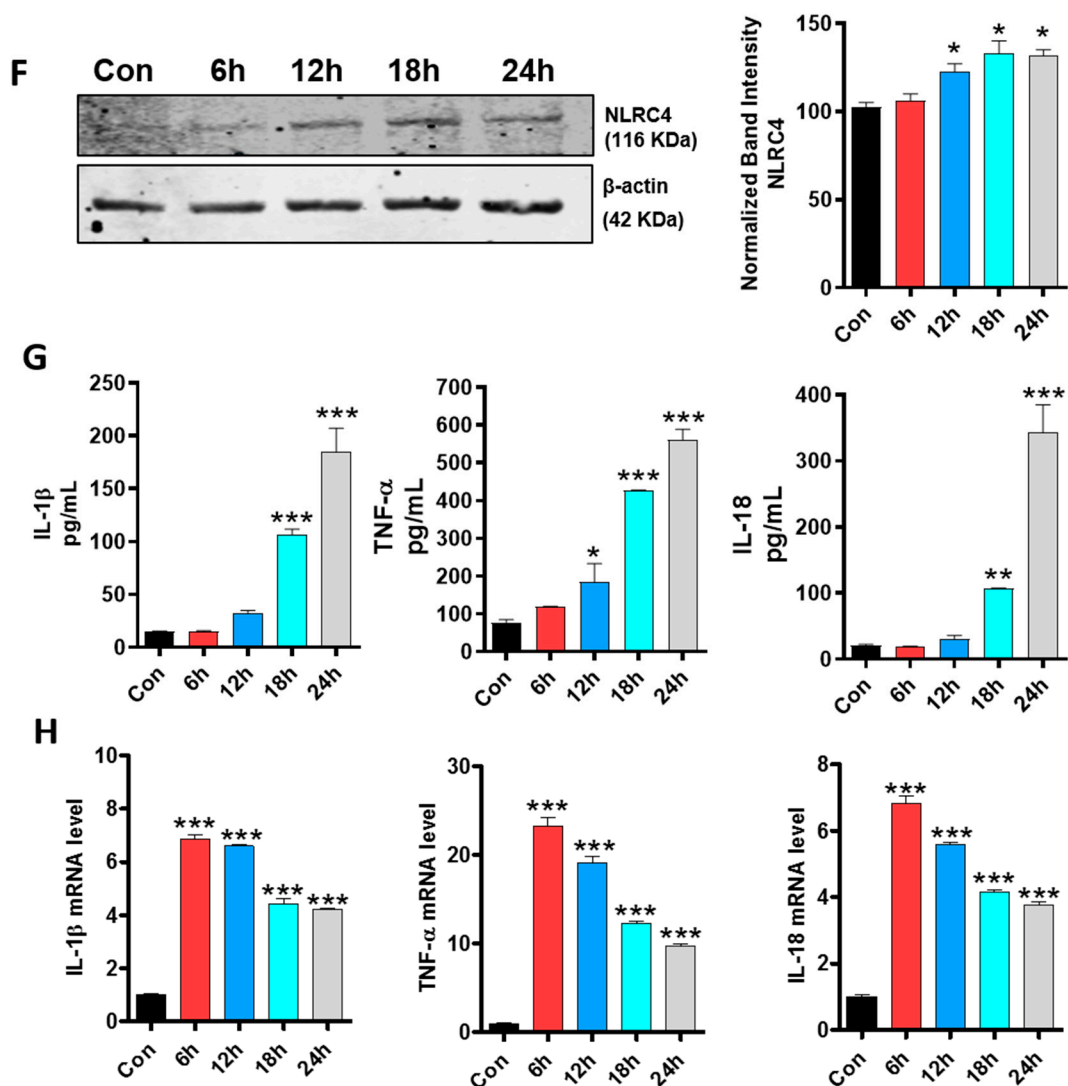 F
Con 6h 12h 18h 24h
NLRC4
(116 KDa)
β-actin
(42 KDa)
Normalized Band Intensity
NLRC4
150
100
50
0
* * *
Con 6h 12h 18h 24h
G
IL-1β
pg/mL
250
200
150
100
50
0
*** ***
Con 6h 12h 18h 24h
TNF-α
pg/mL
700
600
500
400
300
200
100
0
* *** ***
Con 6h 12h 18h 24h
IL-18
pg/mL
400
300
200
100
0
** ***
Con 6h 12h 18h 24h
H
IL-1β mRNA level
10
8
6
4
2
0
*** *** *** ***
Con 6h 12h 18h 24h
TNF-α mRNA level
30
20
10
0
*** *** *** ***
Con 6h 12h 18h 24h
IL-18 mRNA level
8
6
4
2
0
*** *** *** ***
Con 6h 12h 18h 24h